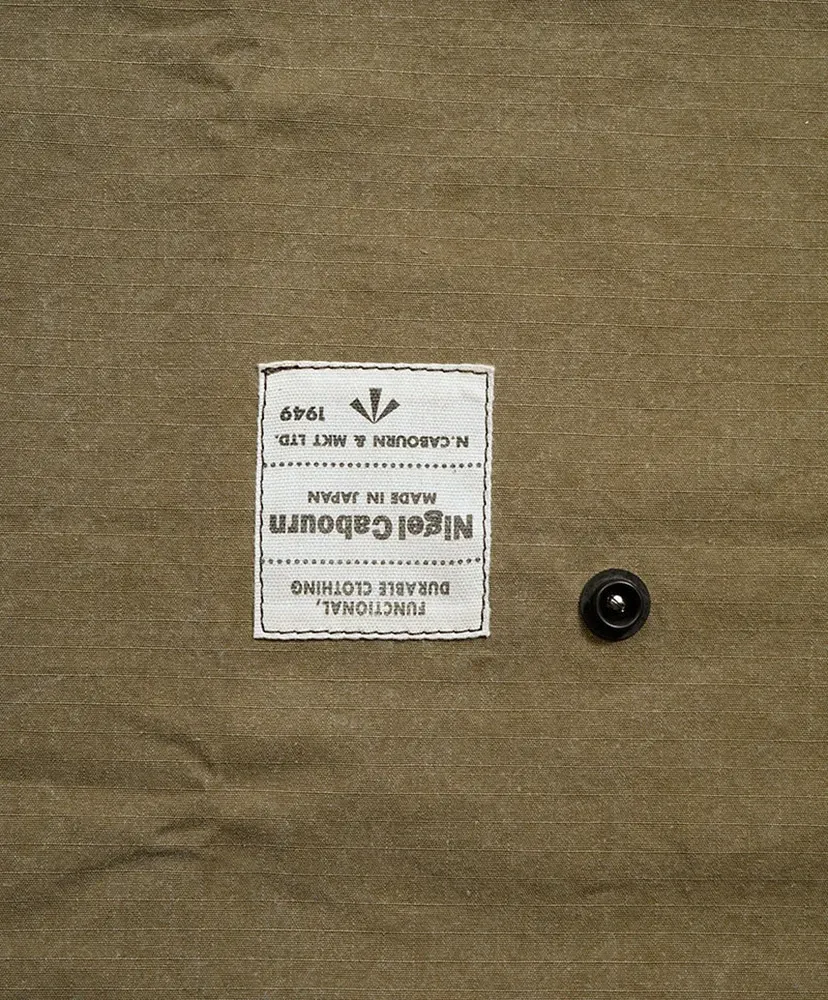 FUNCTIONAL,
DURABLE CLOTHING
Nigel Cabourn
MADE IN JAPAN
N.CABOURN & MKT LTD.
1949